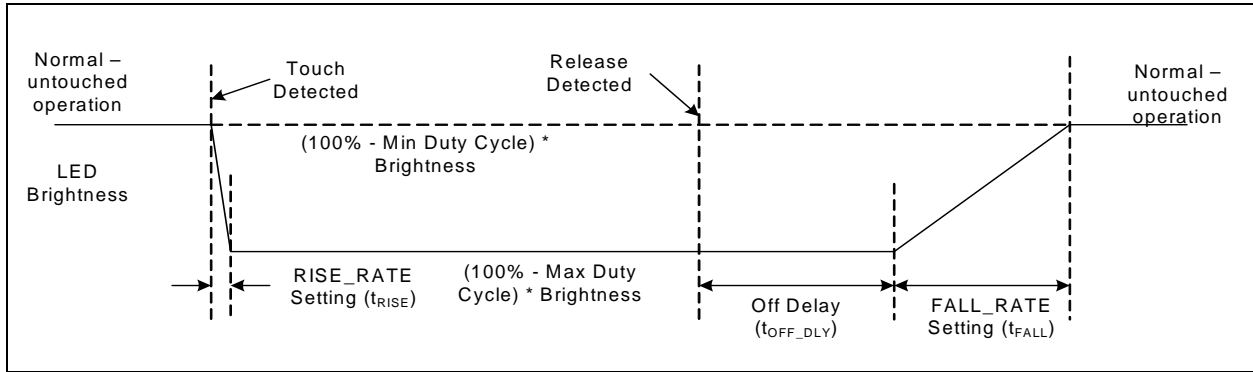 Normal –
untouched
operation
Touch
Detected
Release
Detected
Normal –
untouched
operation
(100% - Min Duty Cycle) *
Brightness
LED
Brightness
RISE_RATE
Setting (tRISE)
(100% - Max Duty
Cycle) * Brightness
Off Delay
(tOFF_DLY)
FALL_RATE
Setting (tFALL)